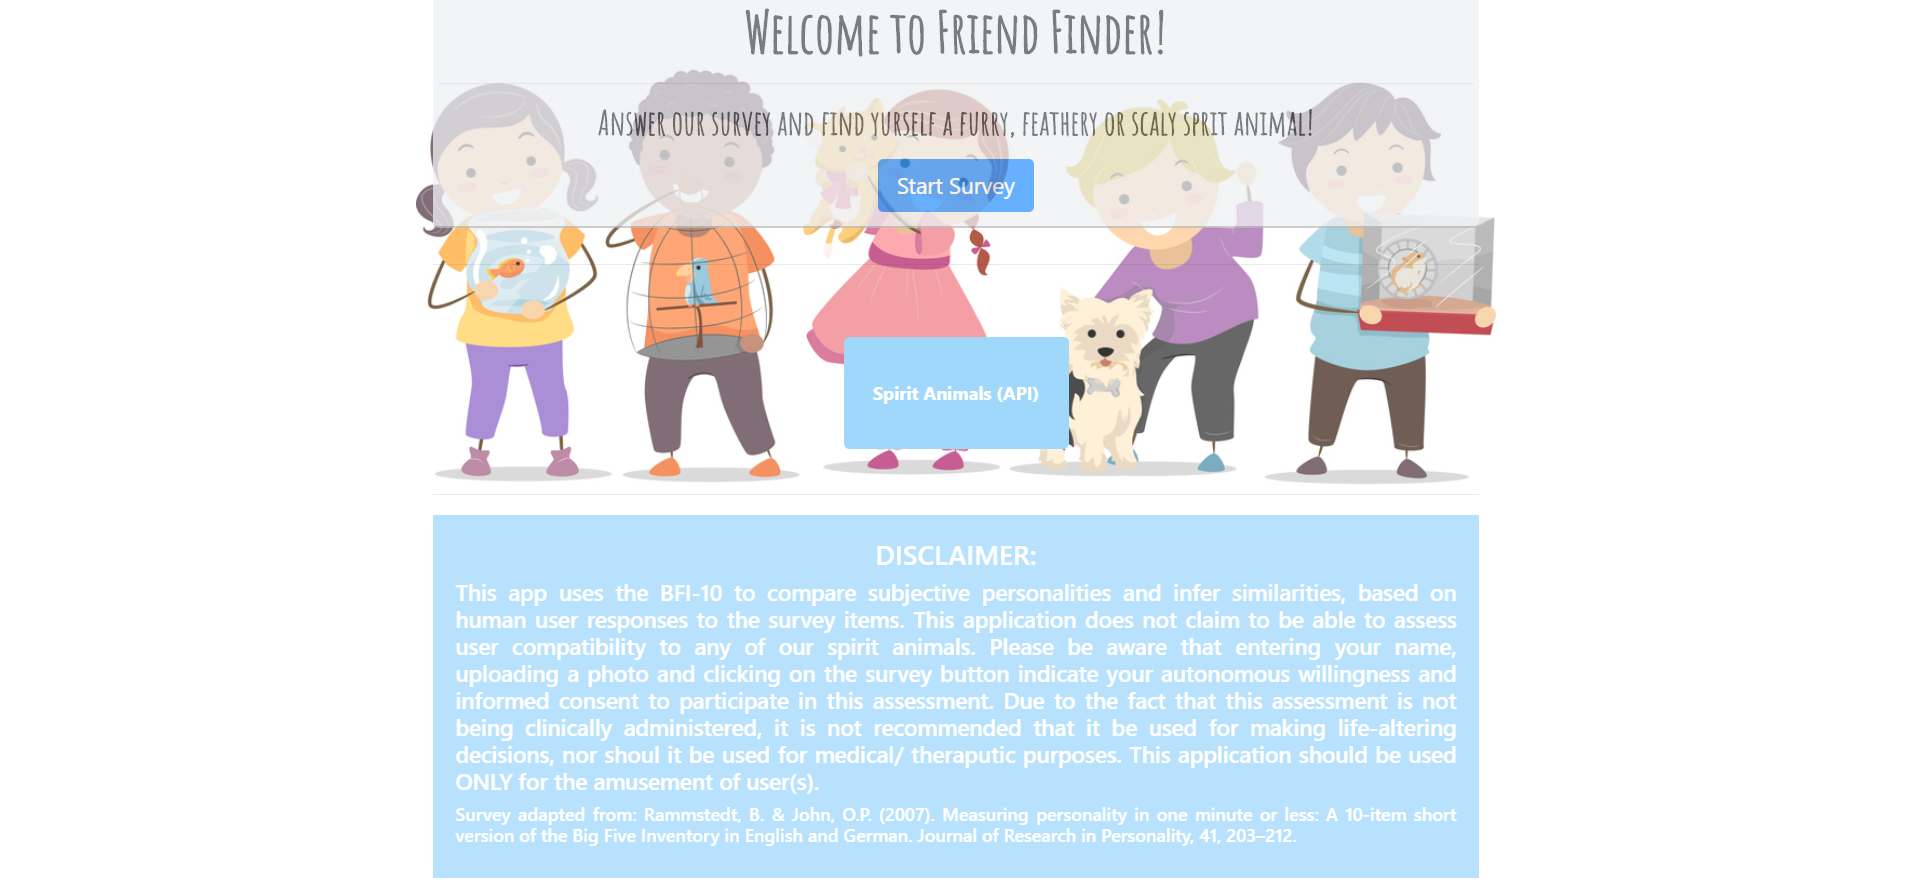 Welcome to Friend Finder!
Answer our survey and find yurself a furry, feathery or scaly sprit animal!
Start Survey
Spirit Animals (API)
DISCLAIMER:
This app uses the BFI-10 to compare subjective personalities and infer similarities, based on
human user responses to the survey items. This application does not claim to be able to assess
user compatibility to any of our spirit animals. Please be aware that entering your name,
uploading a photo and clicking on the survey button indicate your autonomous willingness and
informed consent to participate in this assessment. Due to the fact that this assessment is not
being clinically administered, it is not recommended that it be used for making life-altering
decisions, nor shoul it be used for medical/ theraputic purposes. This application should be used
ONLY for the amusement of user(s).
Survey adapted from: Rammstedt, B. & John, O.P. (2007). Measuring personality in one minute or less: A 10-item short
version of the Big Five Inventory in English and German. Journal of Research in Personality, 41, 203–212.